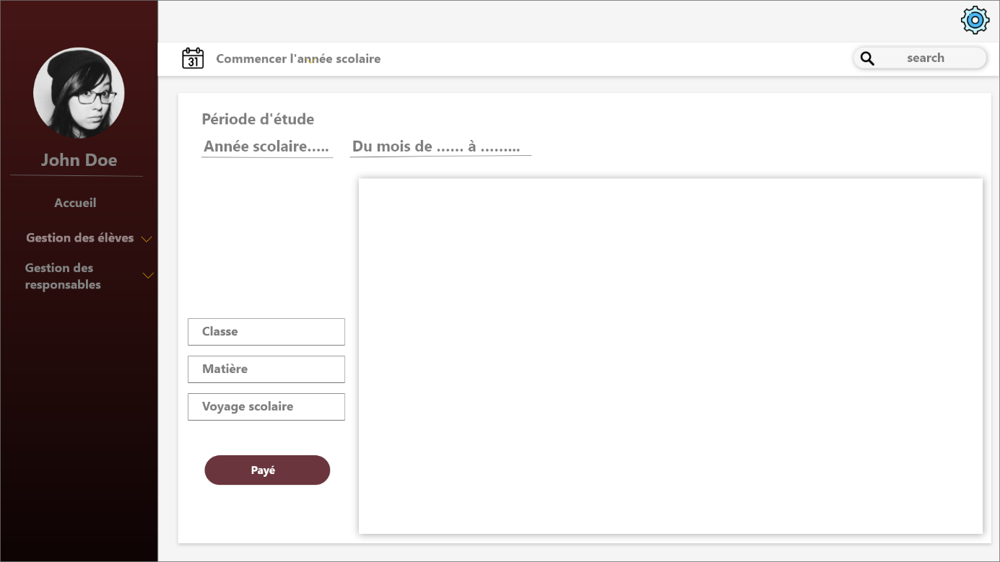 31
Commencer l'année scolaire
search
John Doe
Accueil
Gestion des élèves
Gestion des
responsables
Période d'étude
Année scolaire.....
Du mois de ...... à .........
Classe
Matière
Voyage scolaire
Payé